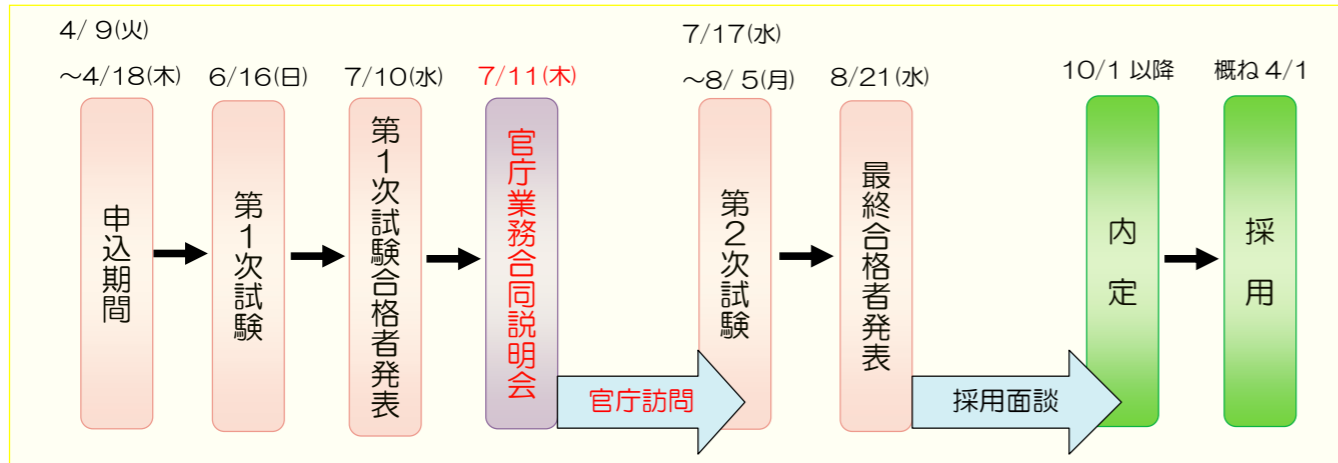 4/ 9(火)
～4/18(木)
申込期間
6/16(日)
第1次試験
7/10(水)
第1次試験合格者発表
7/11(木)
官庁業務合同説明会
官庁訪問
7/17(水)
～8/ 5(月)
第2次試験
8/21(水)
最終合格者発表
採用面談
10/1 以降
内定
概ね 4/1
採用